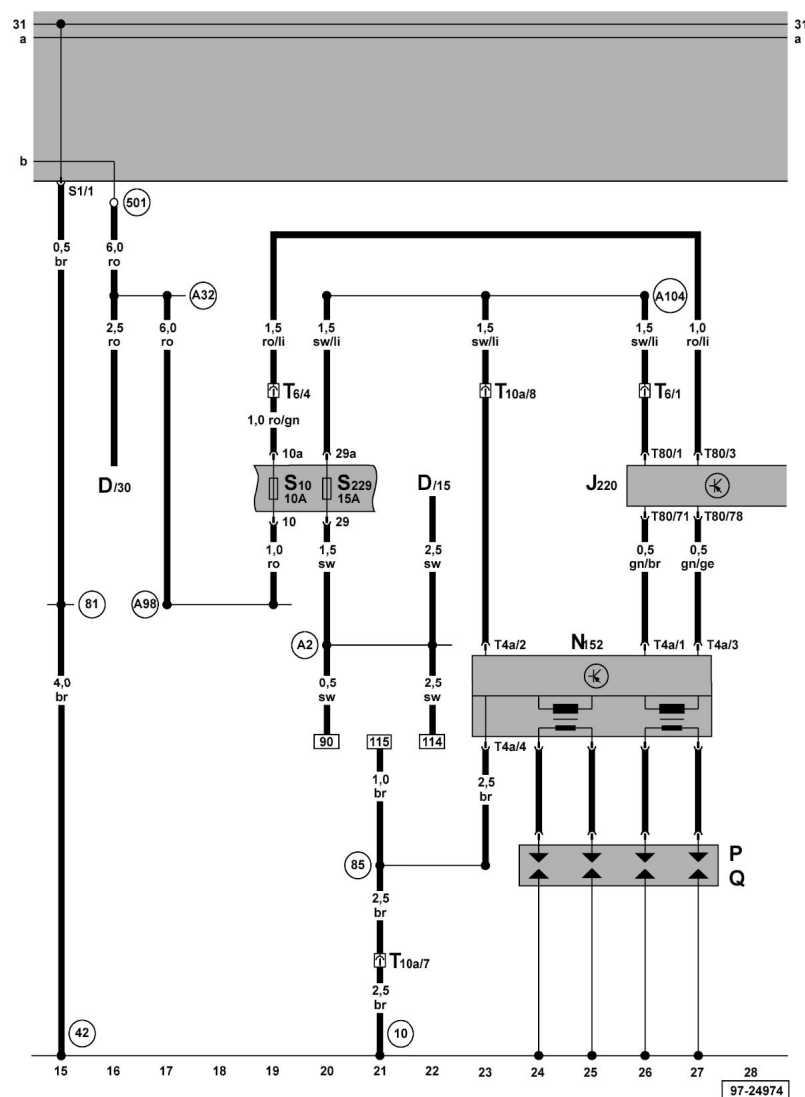 31 31
a a
b
S1/1
501
0,5 6,0
br ro
A32 A104
2,5 6,0 1,5 1,5 1,5 1,5 1,0
ro ro ro/li sw/li sw/li sw/li ro/li
T6/4 T10a/8 T6/1
1,0 ro/gn
10a 29a T80/1 T80/3
D/30 S10 S229 D/15 J220
10A 15A
10 29 T80/71 T80/78
1,0 1,5 2,5 0,5 0,5
ro sw sw gn/br gn/ge
81 A98
A2 T4a/2 N152 T4a/1 T4a/3
4,0 0,5 2,5
br sw sw
90 115 114 T4a/4
1,0 2,5
br br
85 P
Q
2,5
br
T10a/7
2,5
br
42 10
15 16 17 18 19 20 21 22 23 24 25 26 27 28
97-24974